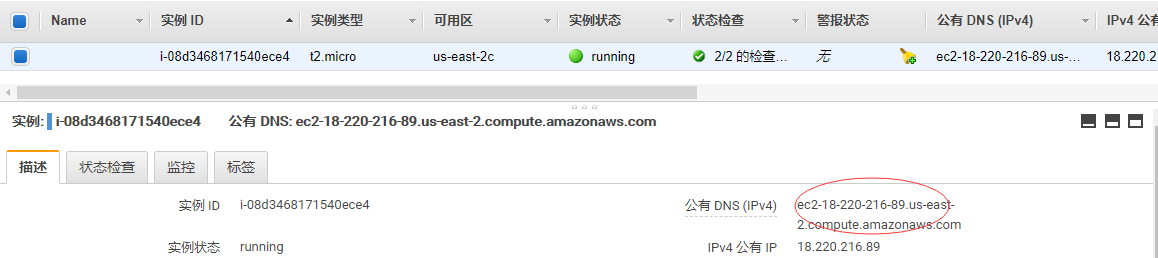 Name 实例 ID 实例类型 可用区 实例状态 状态检查 警报状态 公有 DNS (IPv4) IPv4 公有
i-08d3468171540ece4 t2.micro us-east-2c running 2/2 的检查... 无 ec2-18-220-216-89.us-... 18.220.2
实例: i-08d3468171540ece4 公有 DNS: ec2-18-220-216-89.us-east-2.compute.amazonaws.com
描述 状态检查 监控 标签
实例 ID i-08d3468171540ece4 公有 DNS (IPv4) ec2-18-220-216-89.us-east-
2.compute.amazonaws.com
实例状态 running IPv4 公有 IP 18.220.216.89